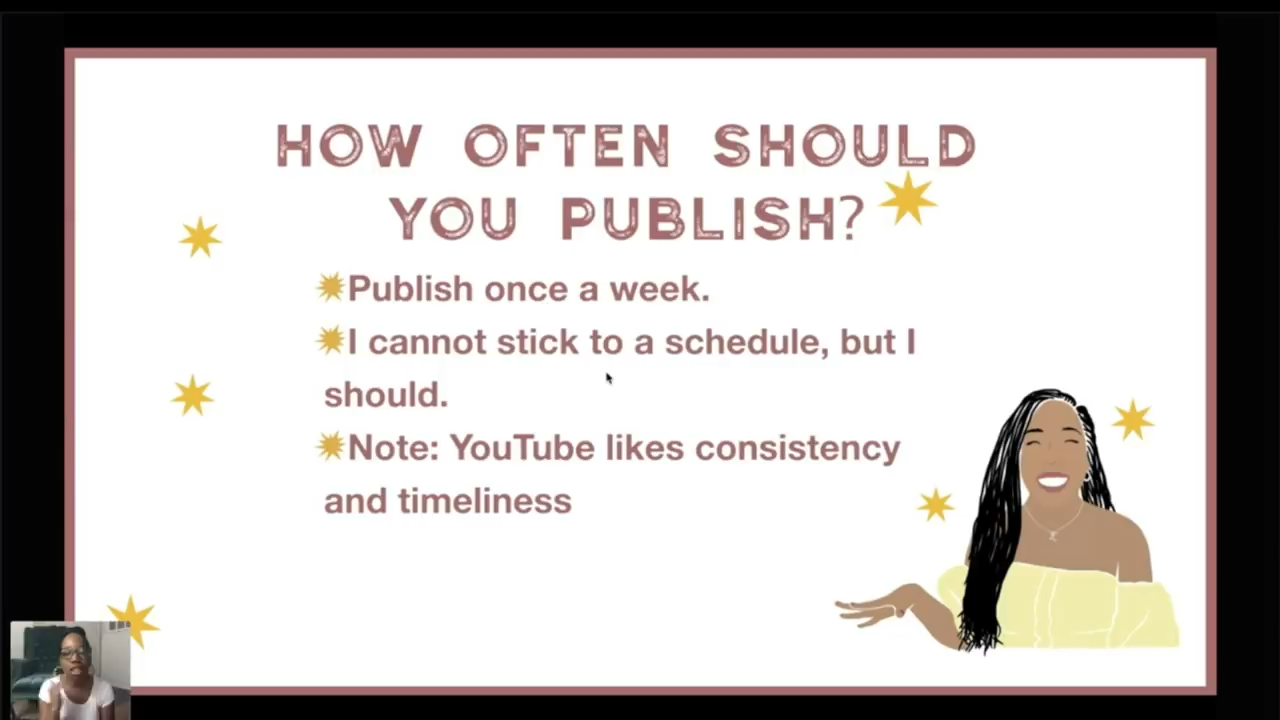 HOW OFTEN SHOULD
YOU PUBLISH?
Publish once a week.
I cannot stick to a schedule, but I
should.
Note: YouTube likes consistency
and timeliness